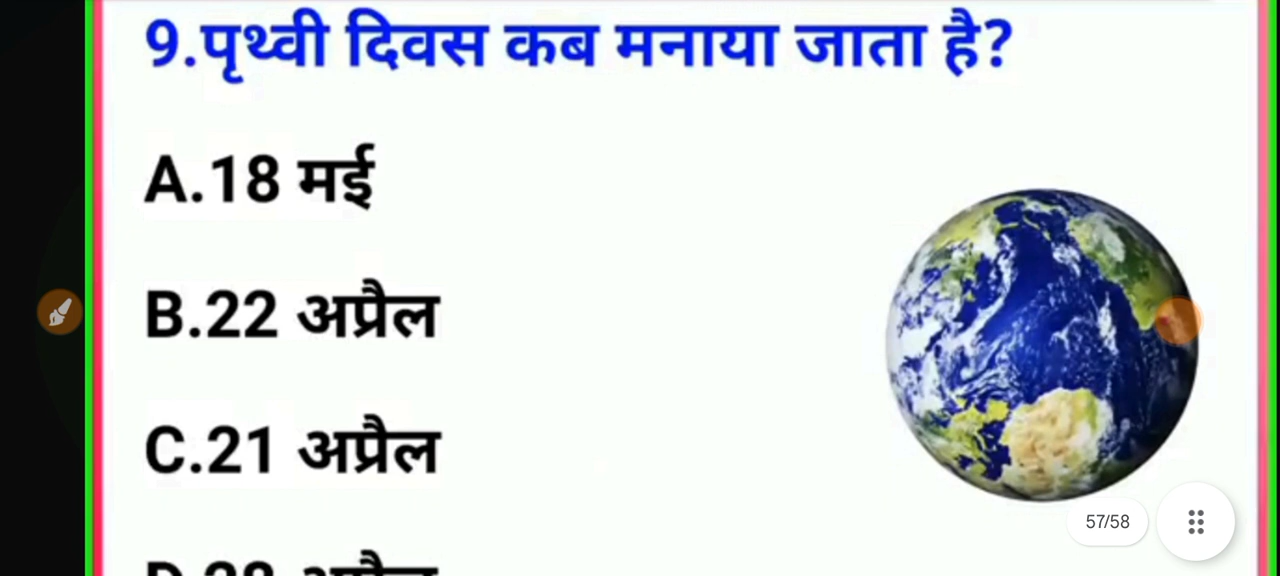 9.पृथ्वी दिवस कब मनाया जाता है?
A.18 मई
B.22 अप्रैल
C.21 अप्रैल
57/58